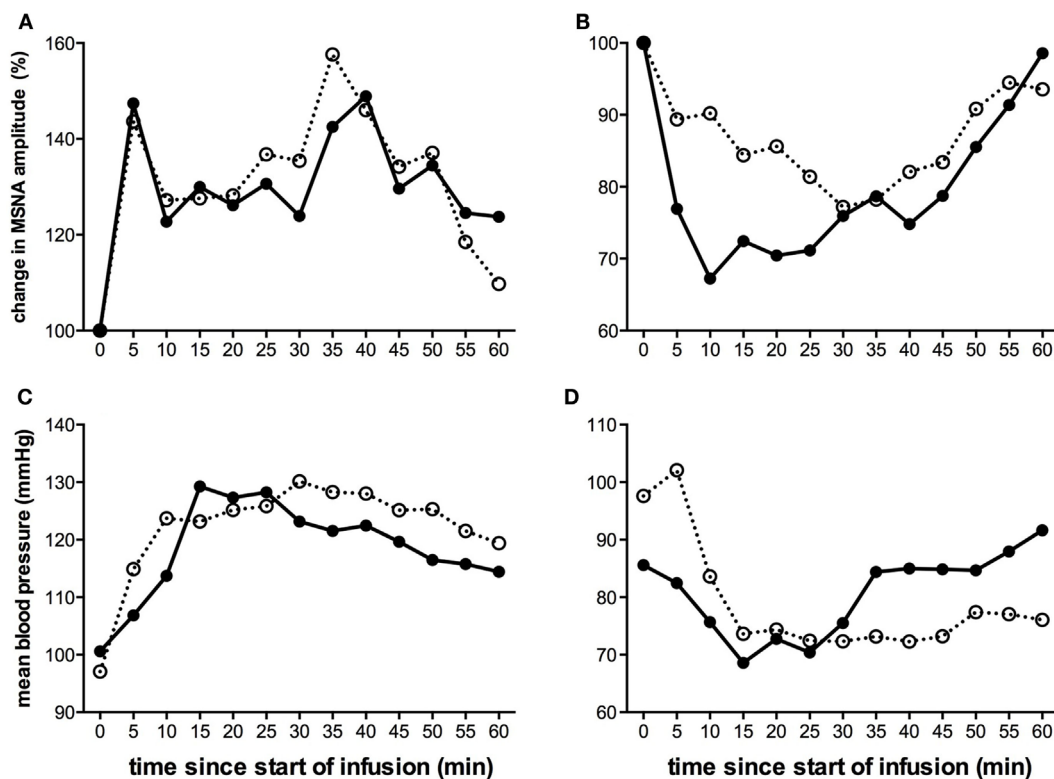 A
B
change in MSNA amplitude (%)
160
140
120
100
0 5 10 15 20 25 30 35 40 45 50 55 60
100
90
80
70
60
0 5 10 15 20 25 30 35 40 45 50 55 60
C
D
mean blood pressure (mmHg)
140
130
120
110
100
90
0 5 10 15 20 25 30 35 40 45 50 55 60
time since start of infusion (min)
110
100
90
80
70
60
0 5 10 15 20 25 30 35 40 45 50 55 60
time since start of infusion (min)